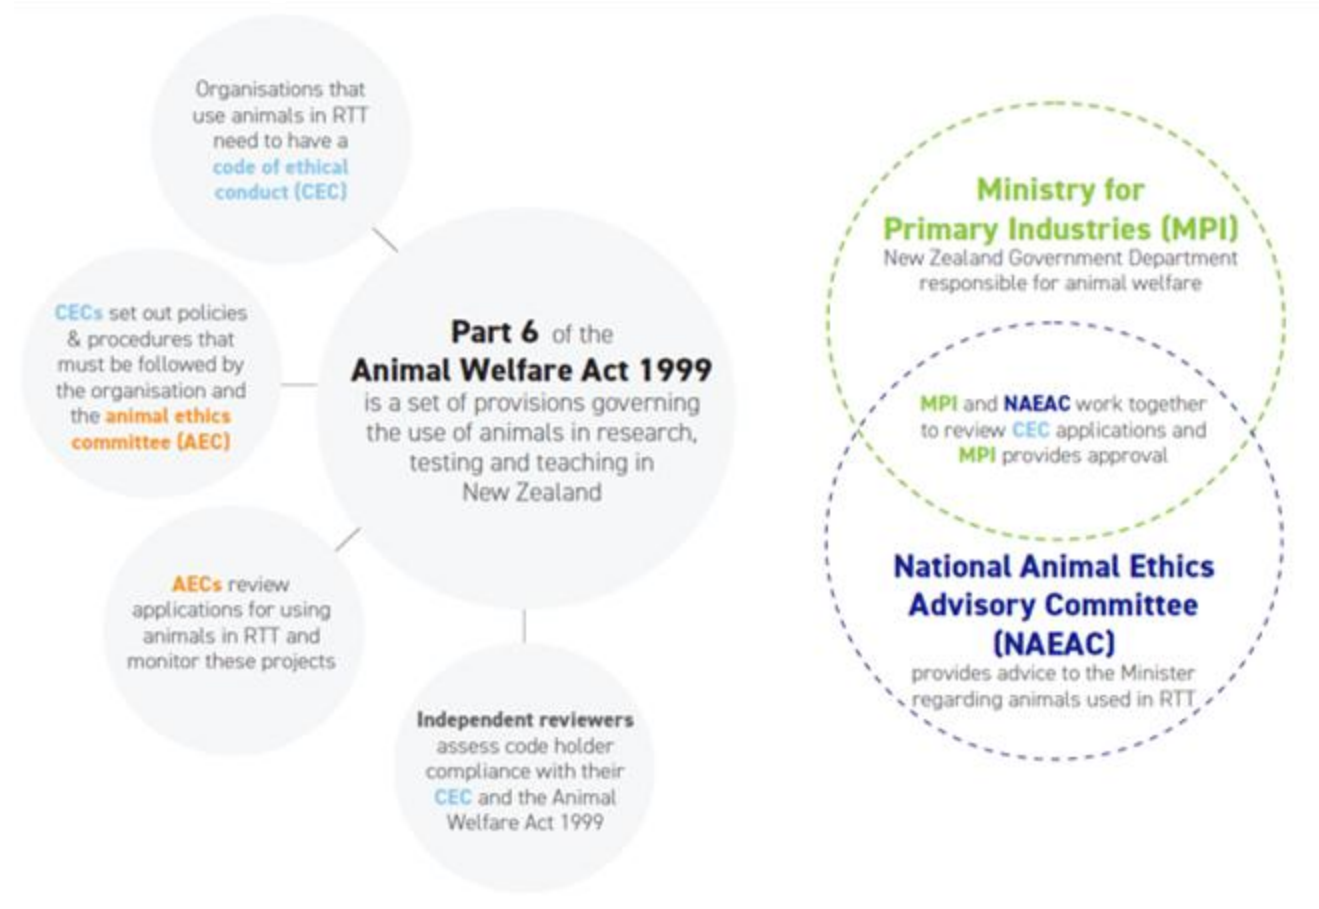 Organisations that
use animals in RTT
need to have a
code of ethical
conduct (CEC)
CECs set out policies
& procedures that
must be followed by
the organisation and
the animal ethics
committee (AEC)
AECs review
applications for using
animals in RTT and
monitor these projects
Independent reviewers
assess code holder
compliance with their
CEC and the Animal
Welfare Act 1999
Part 6 of the
Animal Welfare Act 1999
is a set of provisions governing
the use of animals in research,
testing and teaching in
New Zealand
Ministry for
Primary Industries (MPI)
New Zealand Government Department
responsible for animal welfare
MPI and NAEAC work together
to review CEC applications and
MPI provides approval
National Animal Ethics
Advisory Committee
(NAEAC)
provides advice to the Minister
regarding animals used in RTT